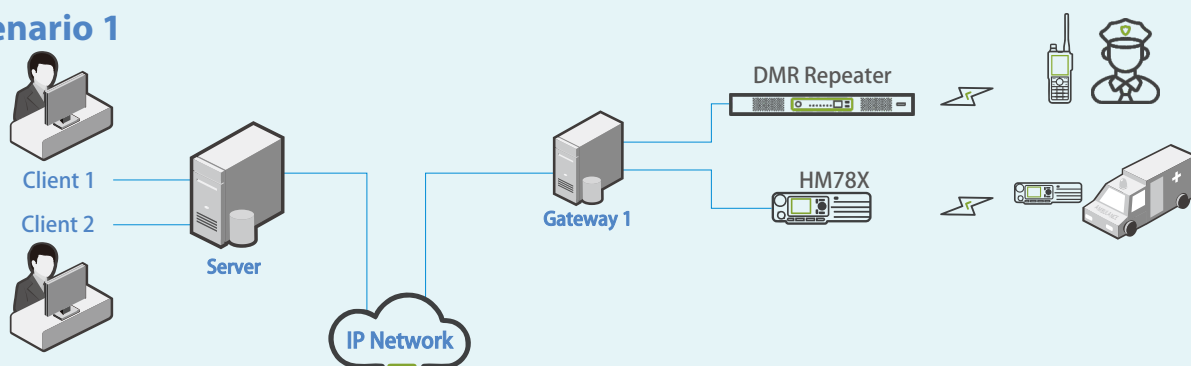 enario 1
DMR Repeater
Client 1
HM78X
Client 2
Gateway 1
Server
IP Network